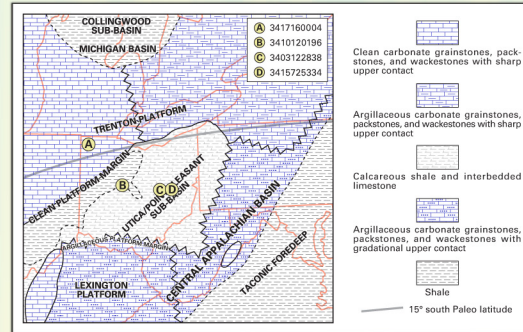 COLLINGWOOD
SUB-BASIN
MICHIGAN BASIN
A 3417160004
B 3410120196
C 3403122838
D 3415725334
TRENTON PLATFORM
A
CLEAN PLATFORM MARGIN
B
C D
UTICA/POINT PLEASANT
SUB-BASIN
ARGILLACEOUS PLATFORM MARGIN
CENTRAL APPALACHIAN BASIN
TACONIC FOREDEEP
LEXINGTON
PLATFORM
Clean carbonate grainstones, pack-
stones, and wackestones with sharp
upper contact
Argillaceous carbonate grainstones,
packstones, and wackestones with sharp
upper contact
Calcareous shale and interbedded
limestone
Argillaceous carbonate grainstones,
packstones, and wackestones with
gradational upper contact
Shale
15° south Paleo latitude